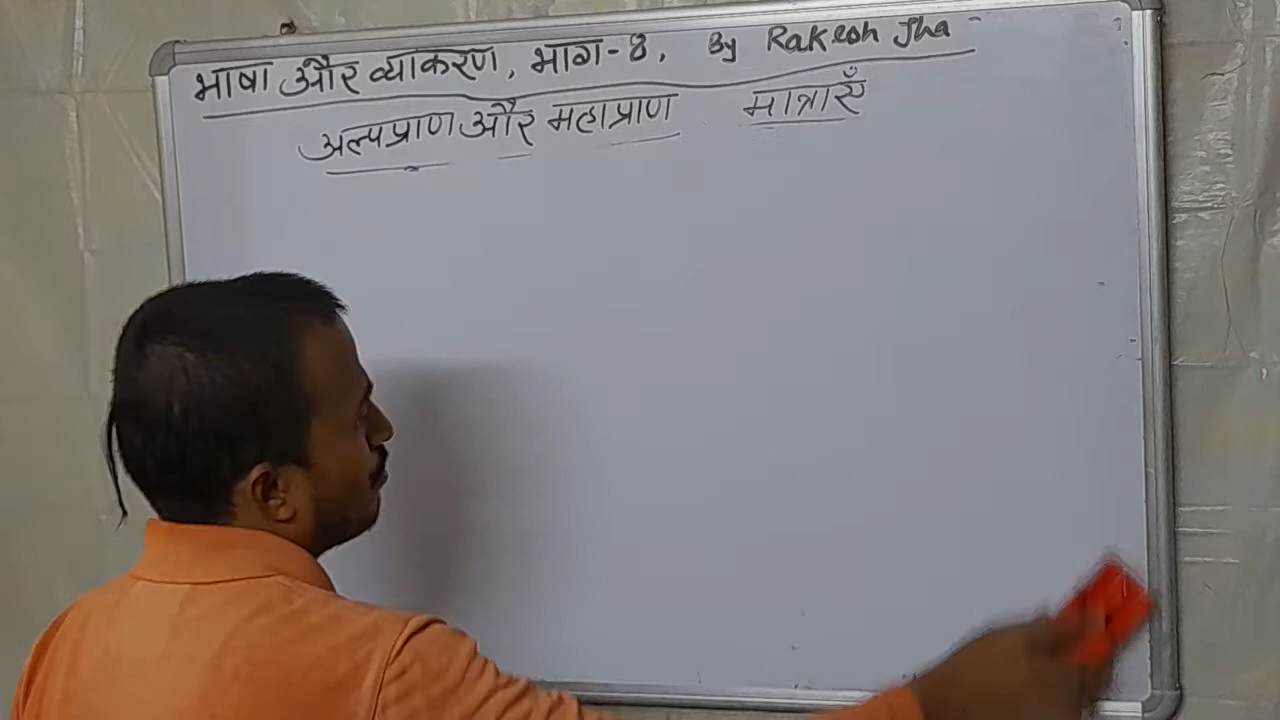 भाषा और व्याकरण, भाग-8. By Rakesh Jha
अल्पप्राण और महाप्राण मात्राएँ